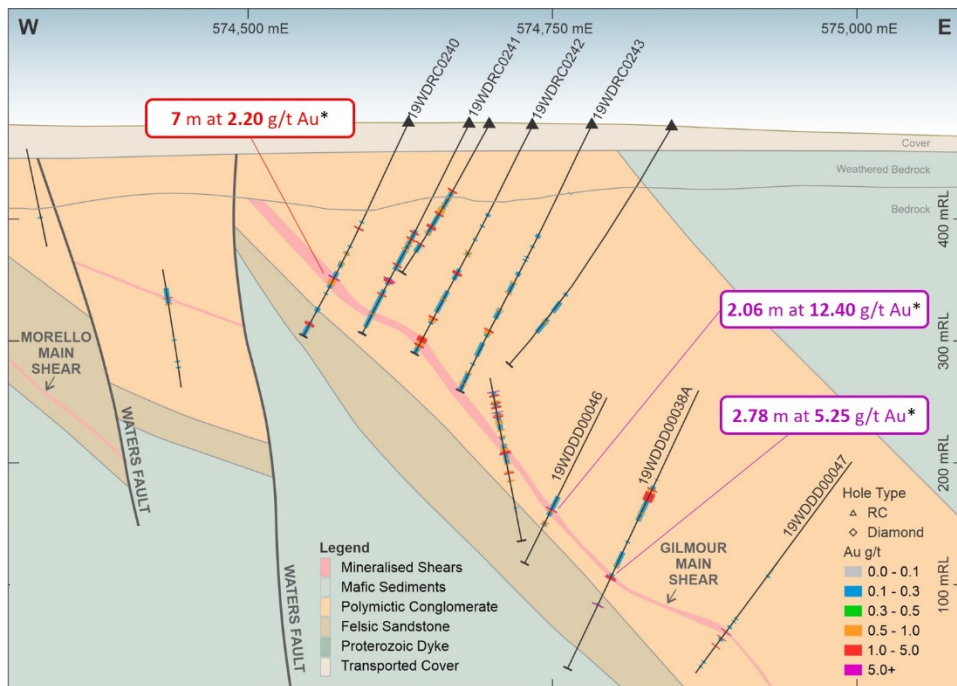 W
574,500 mE
574,750 mE
575,000 mE
E
19WDRC0240
19WDRC0241
19WDRC0242
19WDRC0243
7 m at 2.20 g/t Au*
Cover
Weathered Bedrock
Bedrock
400 mRL
2.06 m at 12.40 g/t Au*
300 mRL
MORELLO
MAIN
SHEAR
2.78 m at 5.25 g/t Au*
WATERS FAULT
19WDDD00046
19WDDD00038A
19WDDD00047
200 mRL
WATERS FAULT
GILMOUR
MAIN
SHEAR
100 mRL
Legend
Mineralised Shears
Mafic Sediments
Polymictic Conglomerate
Felsic Sandstone
Proterozoic Dyke
Transported Cover
Hole Type
RC
Diamond
Au g/t
0.0 - 0.1
0.1 - 0.3
0.3 - 0.5
0.5 - 1.0
1.0 - 5.0
5.0+